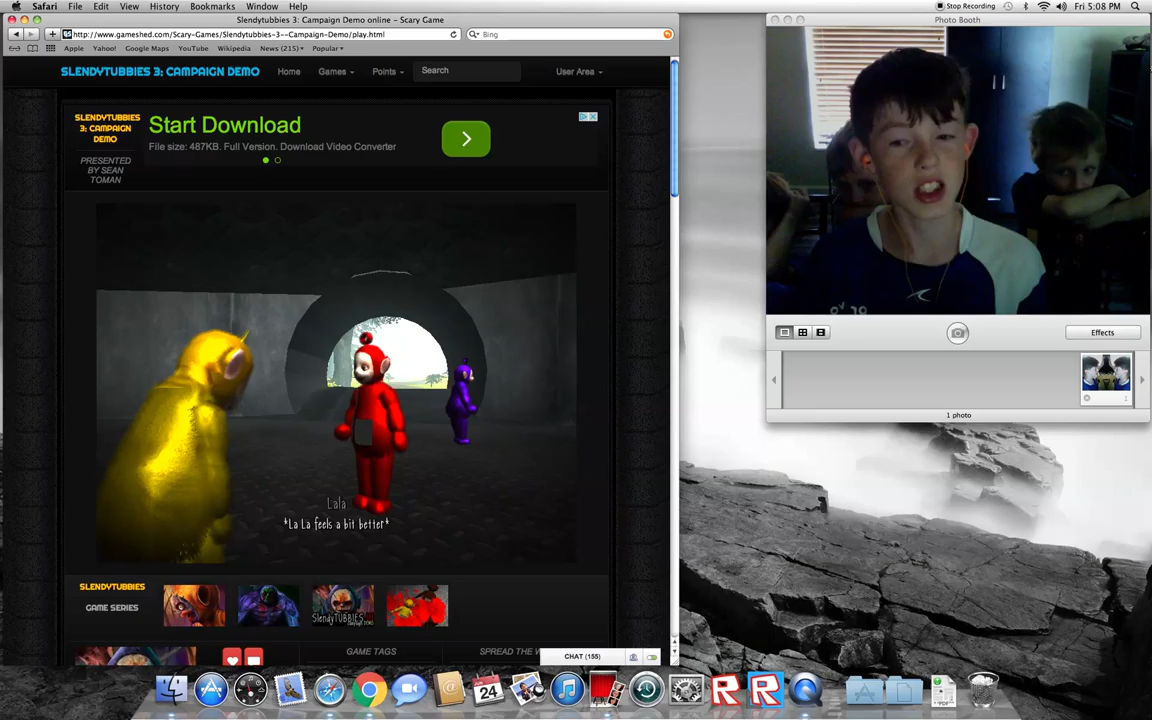 Safari File Edit View History Bookmarks Window Help
Stop Recording Fri 5:08 PM
Slendytubbies 3: Campaign Demo online - Scary Game
http://www.gameshed.com/Scary-Games/Slendytubbies-3--Campaign-Demo/play.html
Bing
Apple Yahoo! Google Maps YouTube Wikipedia News (215) Popular
SLENDYTUBBIES 3: CAMPAIGN DEMO Home Games Points Search User Area
SLENDYTUBBIES
3: CAMPAIGN
DEMO
PRESENTED
BY SEAN
TOMAN
Start Download
File size: 487KB. Full Version. Download Video Converter
Lala
*La La feels a bit better*
SLENDYTUBBIES
GAME SERIES
SLENDYTUBBIES
GAME TAGS
SPREAD THE W
CHAT (155)
Photo Booth
Effects
1
1 photo
24
PDF